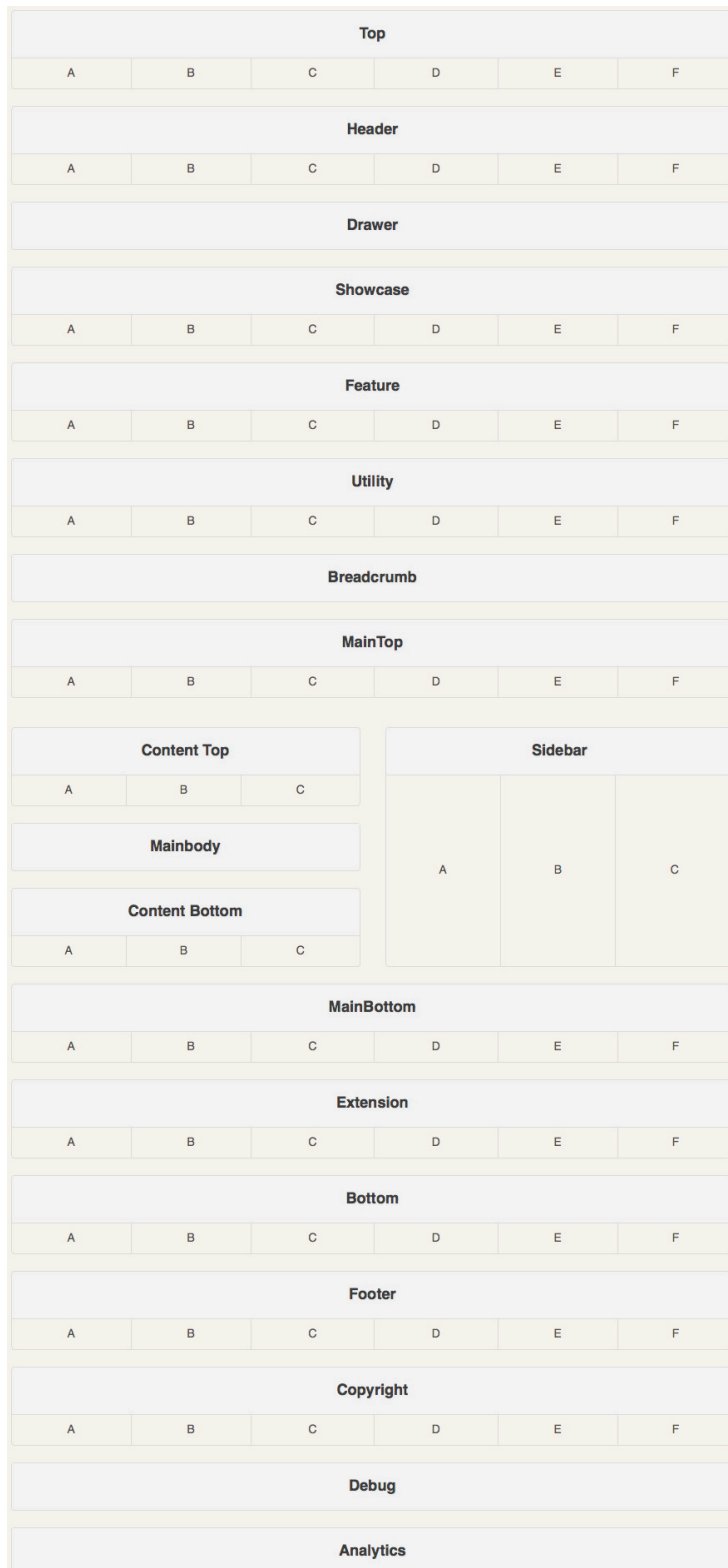 Top
A B C D E F
Header
A B C D E F
Drawer
Showcase
A B C D E F
Feature
A B C D E F
Utility
A B C D E F
Breadcrumb
MainTop
A B C D E F
Content Top
A B C
Mainbody
Content Bottom
A B C
Sidebar
A B C
MainBottom
A B C D E F
Extension
A B C D E F
Bottom
A B C D E F
Footer
A B C D E F
Copyright
A B C D E F
Debug
Analytics